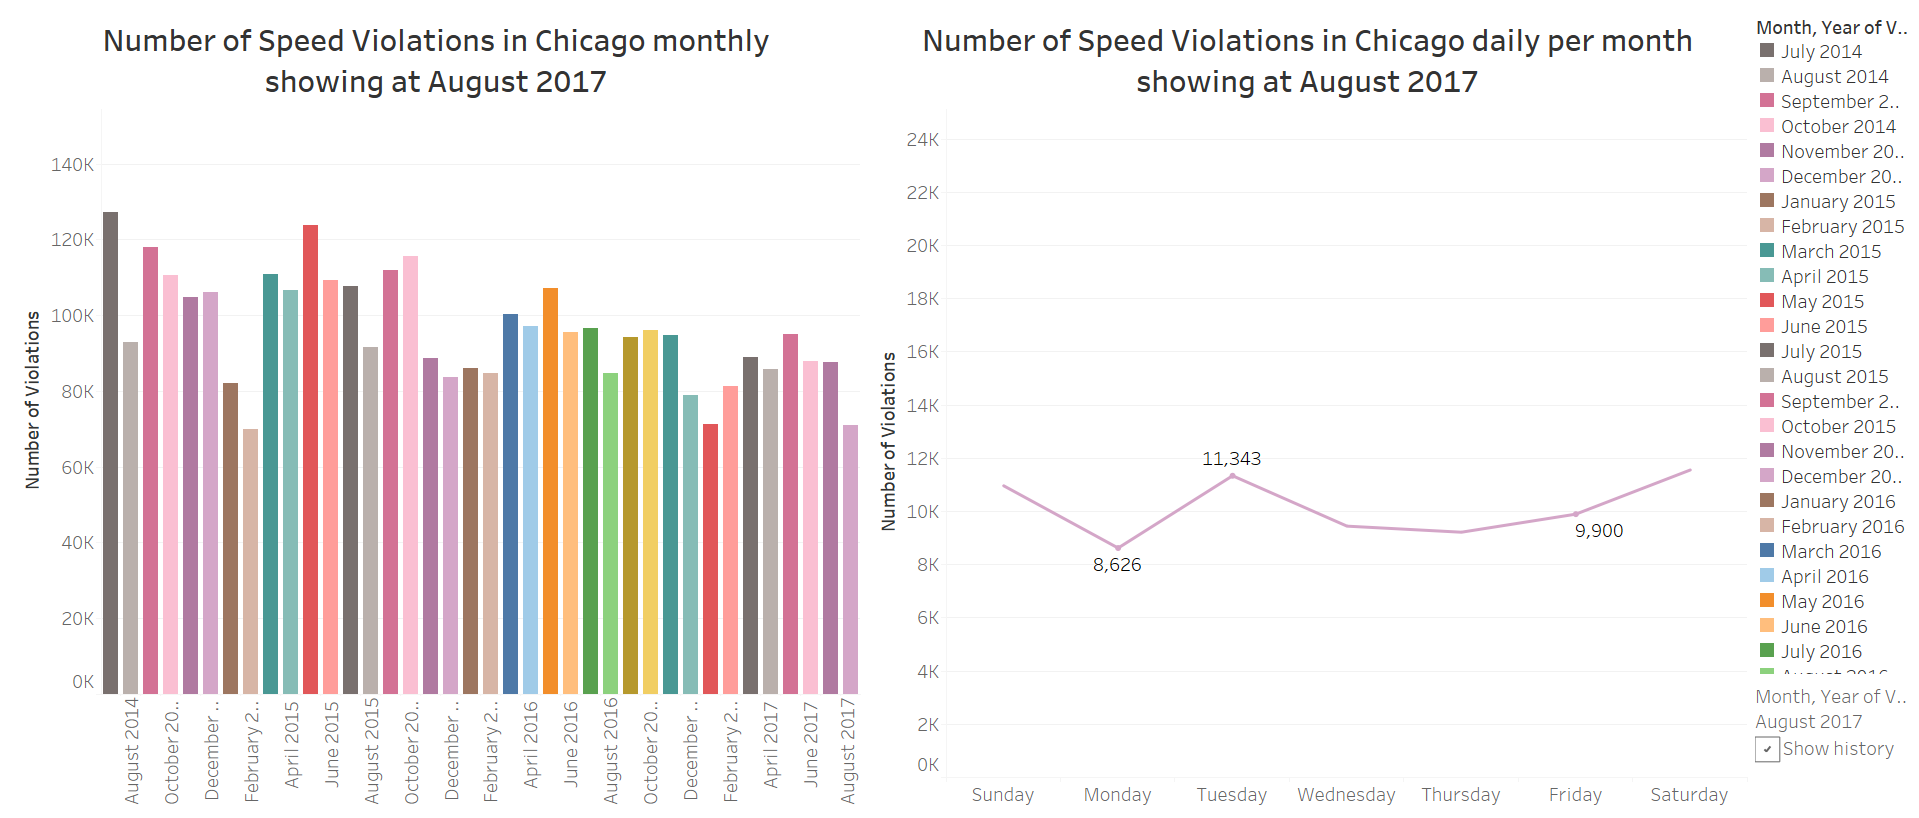 Number of Speed Violations in Chicago monthly
showing at August 2017
Number of Violations
140K
120K
100K
80K
60K
40K
20K
0K
August 2014
October 20..
December ..
February 2..
April 2015
June 2015
August 2015
October 20..
December ..
February 2..
April 2016
June 2016
August 2016
October 20..
December ..
February 2..
April 2017
June 2017
August 2017
Number of Speed Violations in Chicago daily per month
showing at August 2017
Number of Violations
24K
22K
20K
18K
16K
14K
12K
10K
8K
6K
4K
2K
0K
11,343
8,626
9,900
Sunday
Monday
Tuesday
Wednesday
Thursday
Friday
Saturday
Month, Year of V..
July 2014
August 2014
September 2..
October 2014
November 20..
December 20..
January 2015
February 2015
March 2015
April 2015
May 2015
June 2015
July 2015
August 2015
September 2..
October 2015
November 20..
December 20..
January 2016
February 2016
March 2016
April 2016
May 2016
June 2016
July 2016
August 2016
Month, Year of V..
August 2017
Show history